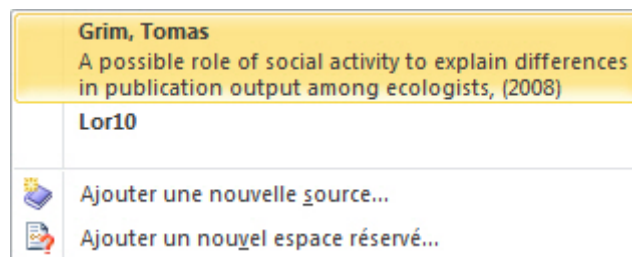 Grim, Tomas
A possible role of social activity to explain differences
in publication output among ecologists, (2008)
Lor10
Ajouter une nouvelle source...
Ajouter un nouvel espace réservé...